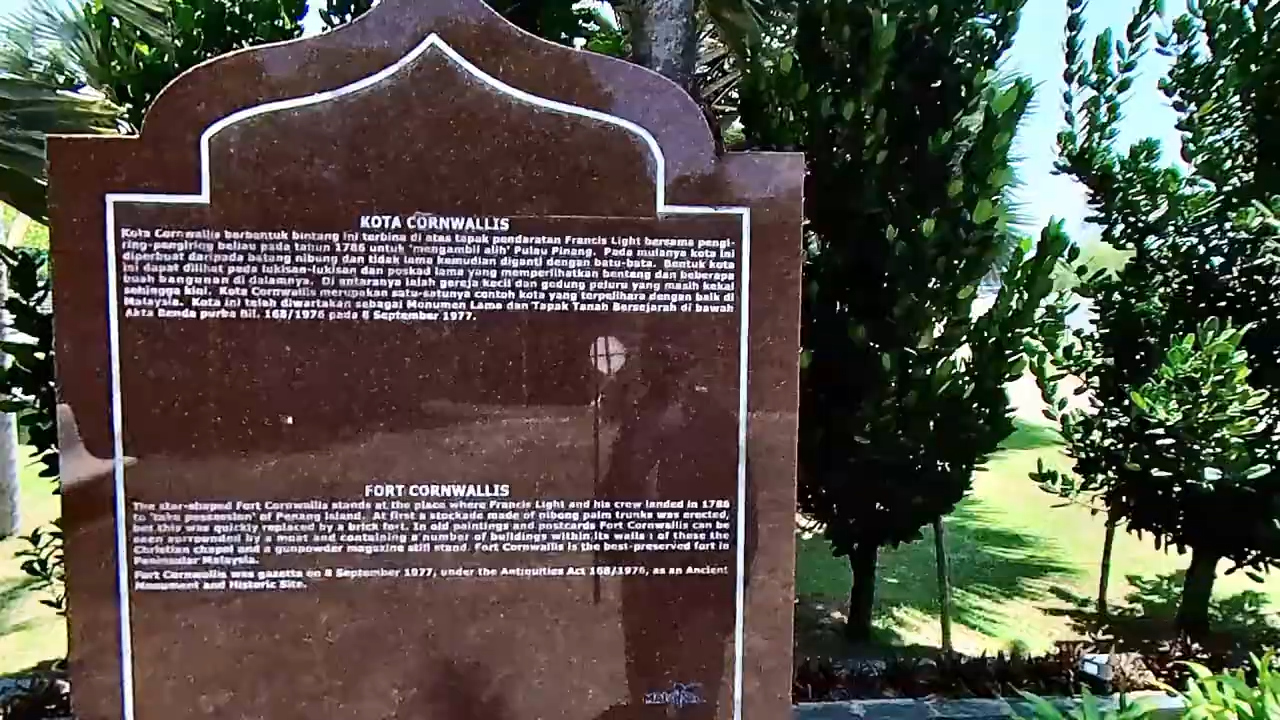 KOTA CORNWALLIS
Kota Cornwallis berbentuk bintang ini terbina di atas tapak pendaratan Francis Light bersama pengi-
ring-pengiring beliau pada tahun 1786 untuk 'mengambil alih' Pulau Pinang. Pada mulanya kota ini
diperbuat daripada batang nibung dan tidak lama kemudian diganti dengan batu-bata. Bentuk kota
ini dapat dilihat pada lukisan-lukisan dan poskad lama yang memperlihatkan benteng dan beberapa
buah bangunan di dalamnya. Di antaranya ialah gereja kecil dan gedung peluru yang masih kekal
sehingga kini. Kota Cornwallis merupakan satu-satunya contoh kota yang terpelihara dengan baik di
Malaysia. Kota ini telah diwartakan sebagai Monumen Lama dan Tapak Tanah Bersejarah di bawah
Akta Benda purba Bil. 168/1976 pada 8 September 1977.
FORT CORNWALLIS
The star-shaped Fort Cornwallis stands at the place where Francis Light and his crew landed in 1786
to 'take possession' of Penang Island. At first a stockade made of nibong palm trunks was erected,
but this was quickly replaced by a brick fort. In old paintings and postcards Fort Cornwallis can be
seen surrounded by a moat and containing a number of buildings within its walls : of these the
Christian chapel and a gunpowder magazine still stand. Fort Cornwallis is the best-preserved fort in
Peninsular Malaysia.
Fort Cornwallis was gazette on 8 September 1977, under the Antiquities Act 168/1976, as an Ancient
Monument and Historic Site.